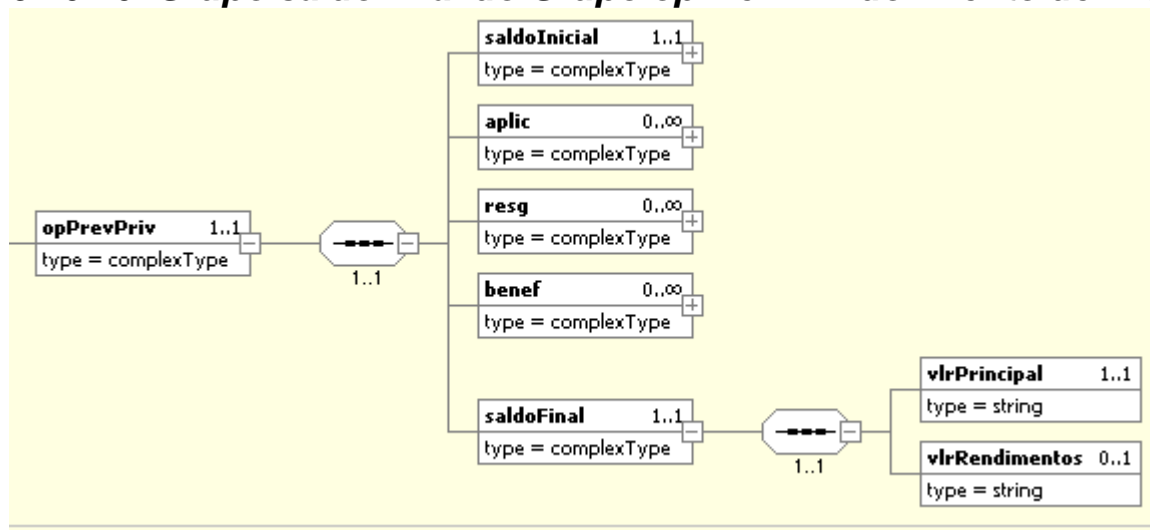 saldoInicial 1..1
type = complexType
aplic 0..∞
type = complexType
resg 0..∞
type = complexType
opPrevPriv 1..1
type = complexType
1..1
benef 0..∞
type = complexType
saldoFinal 1..1
type = complexType
1..1
vlrPrincipal 1..1
type = string
vlrRendimentos 0..1
type = string